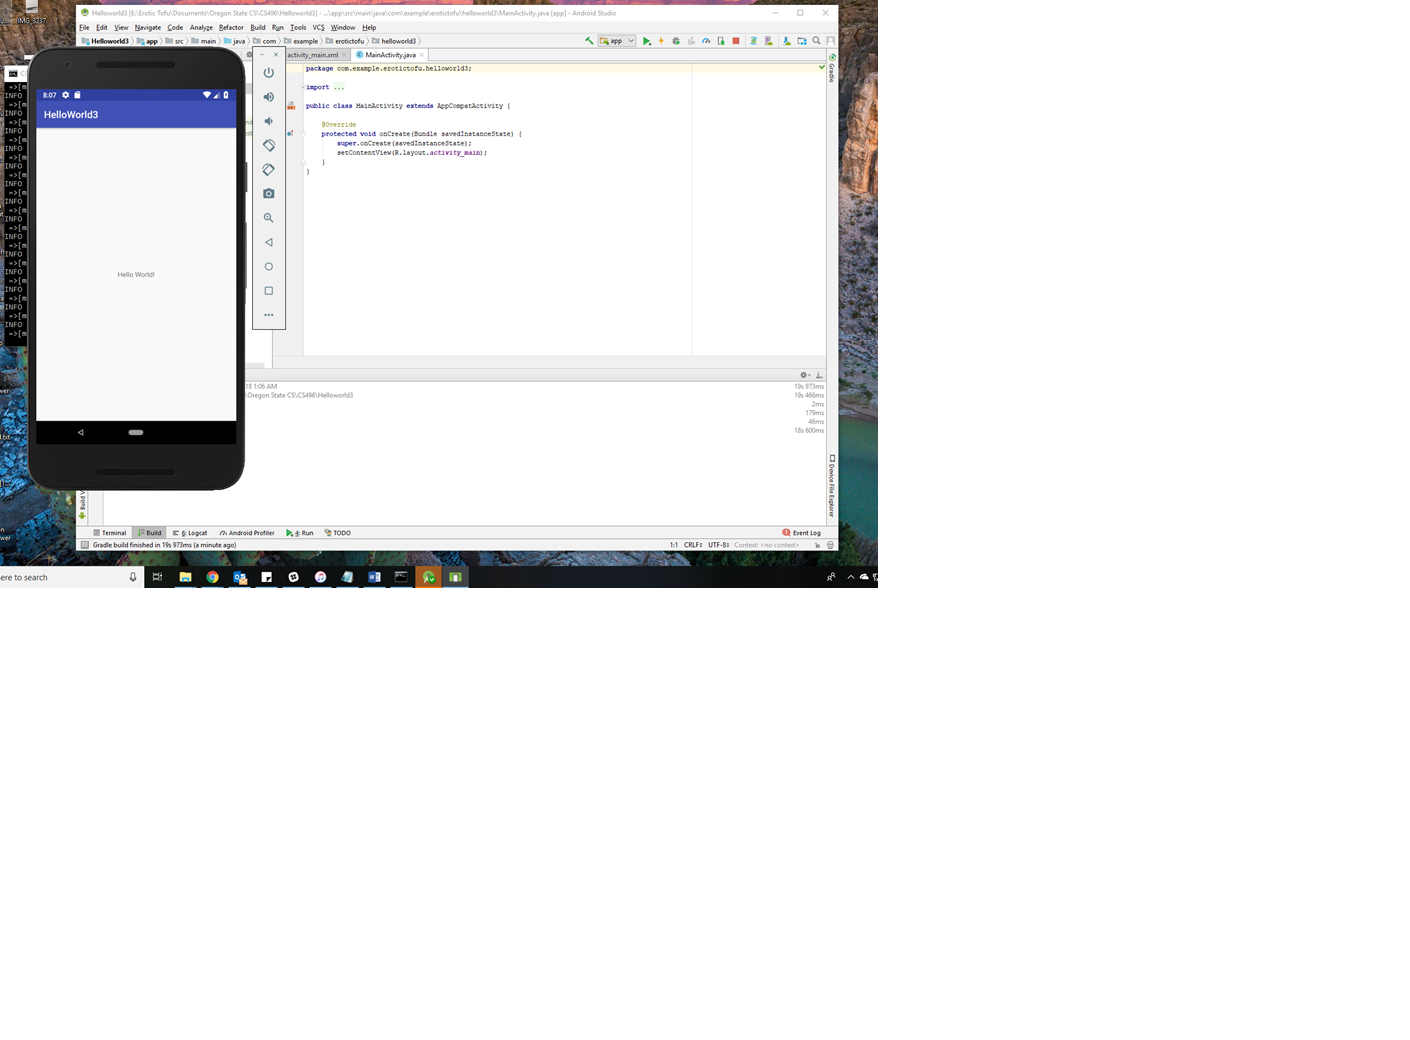 IMG_3237.
Helloworld3 [E:\Erotic Tofu\Documents\Oregon State CS\CS496\Helloworld3] - ...\app\src\main\java\com\example\erotictofu\helloworld3\MainActivity.java [app] - Android Studio
File Edit View Navigate Code Analyze Refactor Build Run Tools VCS Window Help
Helloworld3 app src main java com example erotictofu helloworld3
app
activity_main.xml MainActivity.java
Gradle
package com.example.erotictofu.helloworld3;
import ...
public class MainActivity extends AppCompatActivity {
@Override
protected void onCreate(Bundle savedInstanceState) {
super.onCreate(savedInstanceState);
setContentView(R.layout.activity_main);
}
}
=>[m
INFO
=>[m
INFO
=>[m
INFO
=>[m
INFO
=>[m
INFO
=>[m
INFO
=>[m
INFO
=>[m
INFO
=>[m
INFO
=>[m
INFO
=>[m
INFO
=>[m
INFO
=>[m
INFO
=>[m
INFO
=>[m
8:07
HelloWorld3
Hello World!
18 1:06 AM 19s 973ms
\Oregon State CS\CS496\Helloworld3 19s 466ms
2ms
179ms
46ms
18s 600ms
Device File Explorer
Build V
Terminal Build 6: Logcat Android Profiler 4: Run TODO Event Log
Gradle build finished in 19s 973ms (a minute ago) 1:1 CRLF÷ UTF-8÷ Context: <no context>
ere to search